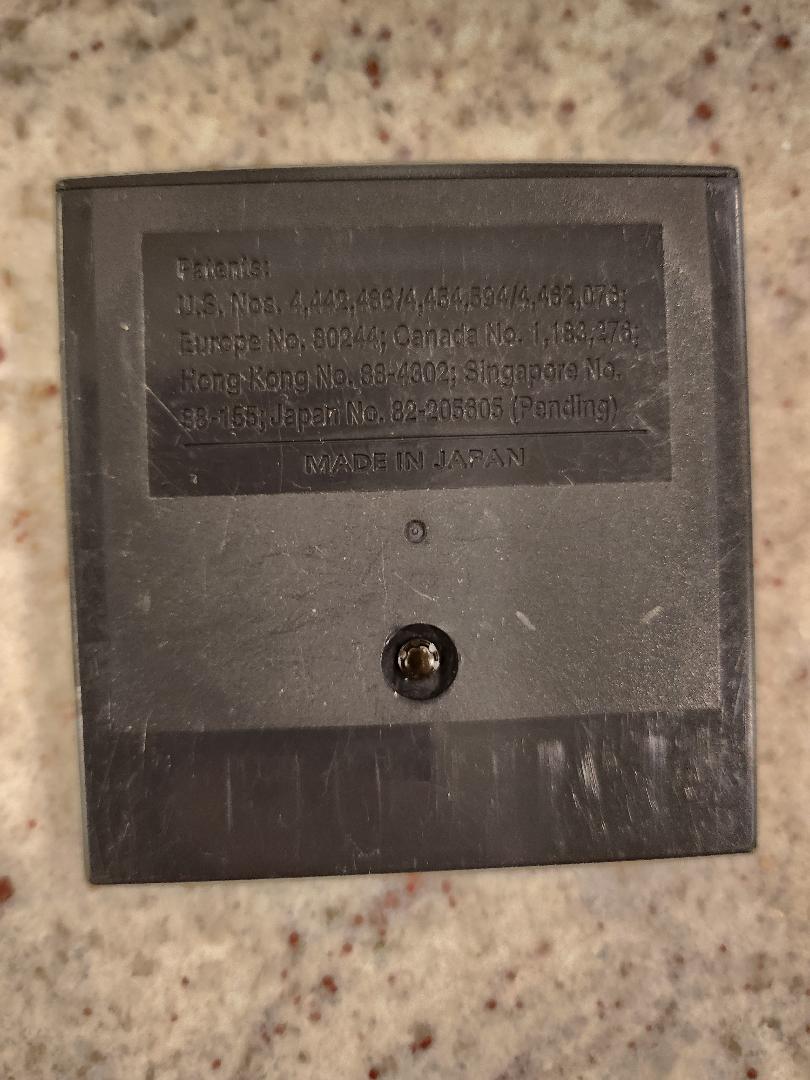 Patents:
U.S. Nos. 4,442,486/4,454,594/4,462,076;
Europe No. 80244; Canada No. 1,183,276;
Hong Kong No. 88-4302; Singapore No.
88-155; Japan No. 82-205605 (Pending)
MADE IN JAPAN